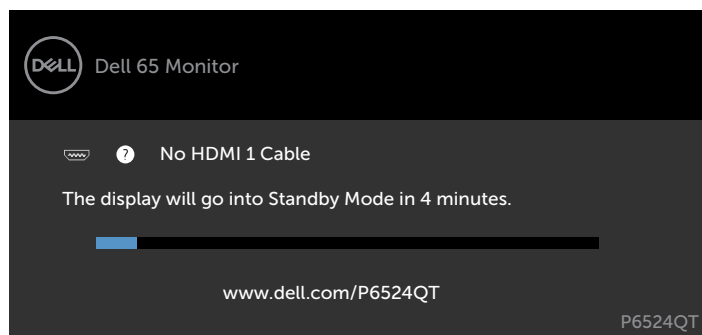 DELL
Dell 65 Monitor
? No HDMI 1 Cable
The display will go into Standby Mode in 4 minutes.
www.dell.com/P6524QT
P6524QT